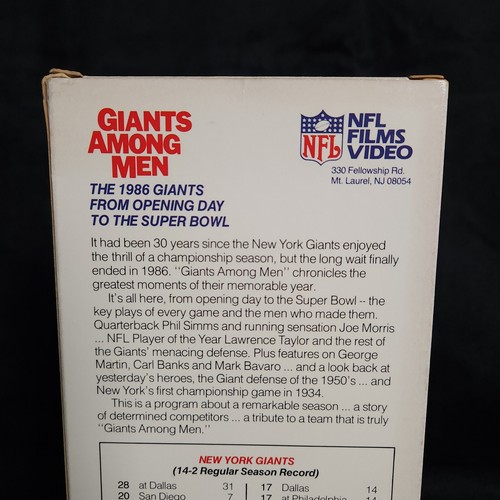 GIANTS
AMONG
MEN
THE 1986 GIANTS
FROM OPENING DAY
TO THE SUPER BOWL
NFL
NFL
FILMS
VIDEO
330 Fellowship Rd.
Mt. Laurel, NJ 08054
It had been 30 years since the New York Giants enjoyed
the thrill of a championship season, but the long wait finally
ended in 1986. "Giants Among Men" chronicles the
greatest moments of their memorable year.
It's all here, from opening day to the Super Bowl -- the
key plays of every game and the men who made them.
Quarterback Phil Simms and running sensation Joe Morris
... NFL Player of the Year Lawrence Taylor and the rest of
the Giants' menacing defense. Plus features on George
Martin, Carl Banks and Mark Bavaro ... and a look back at
yesterday's heroes, the Giant defense of the 1950's ... and
New York's first championship game in 1934.
This is a program about a remarkable season ... a story
of determined competitors ... a tribute to a team that is truly
"Giants Among Men."
NEW YORK GIANTS
(14-2 Regular Season Record)
28 at Dallas 31 17 Dallas 14
20 San Diego 7 17 at Philadelphia 14